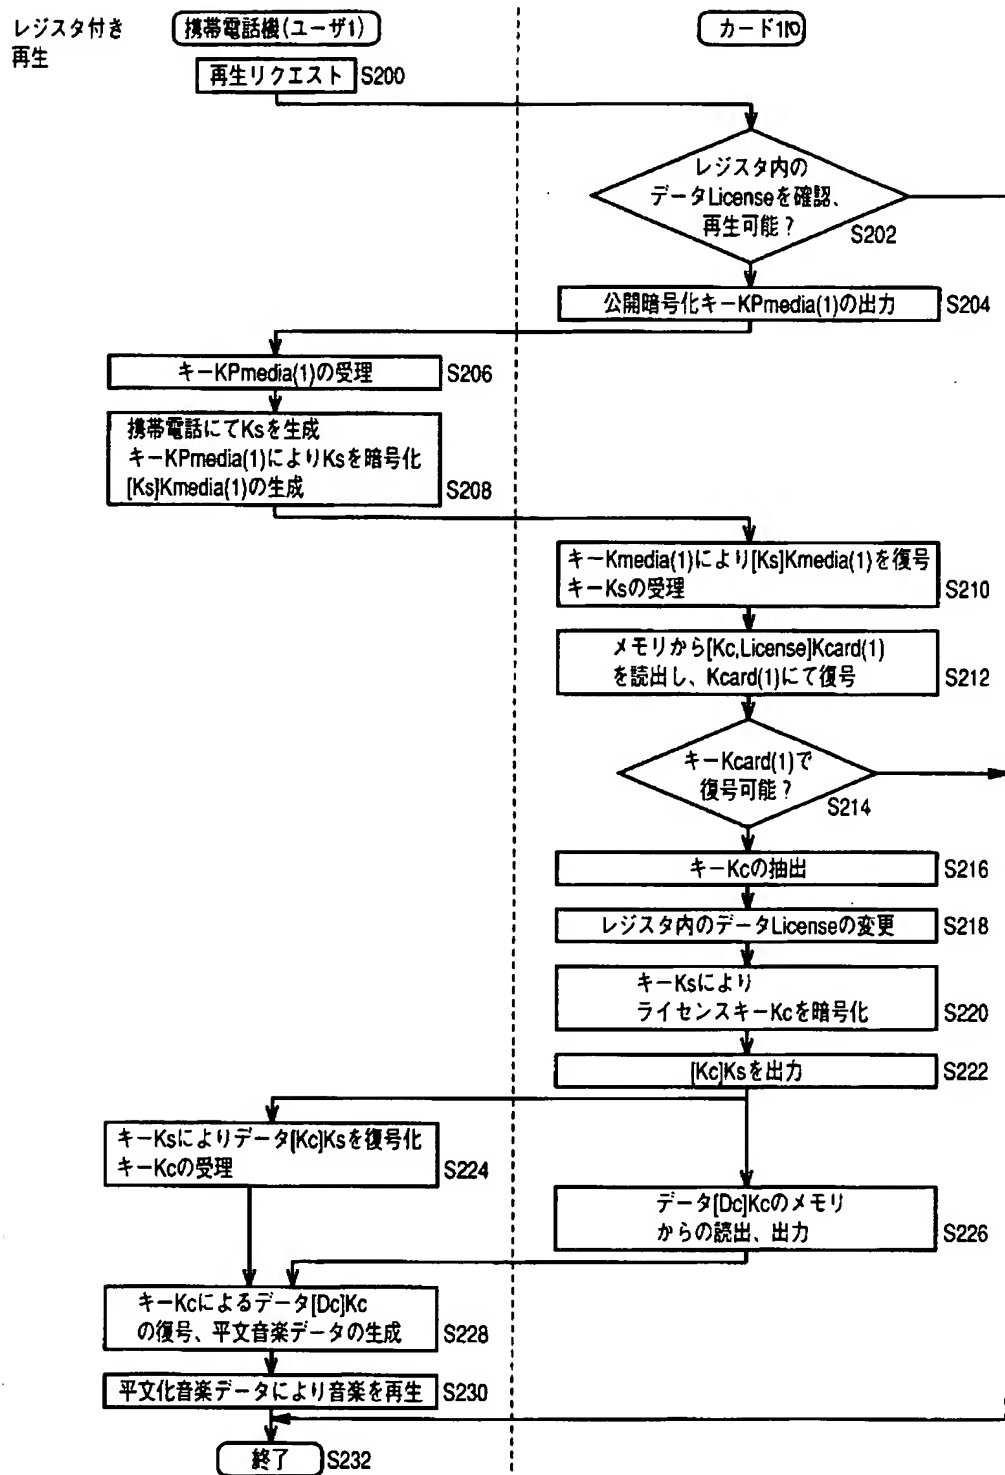 レジスタ付き
再生
携帯電話機(ユーザ1)
カード110
再生リクエスト
S200
レジスタ内の
データLicenseを確認、
再生可能？
S202
公開暗号化キーKPmedia(1)の出力
S204
キーKPmedia(1)の受理
S206
携帯電話にてKsを生成
キーKPmedia(1)によりKsを暗号化
[Ks]Kmedia(1)の生成
S208
キーKmedia(1)により[Ks]Kmedia(1)を復号
キーKsの受理
S210
メモリから[Kc,License]Kcard(1)
を読出し、Kcard(1)にて復号
S212
キーKcard(1)で
復号可能？
S214
キーKcの抽出
S216
レジスタ内のデータLicenseの変更
S218
キーKsにより
ライセンスキーKcを暗号化
S220
[Kc]Ksを出力
S222
キーKsによりデータ[Kc]Ksを復号化
キーKcの受理
S224
データ[Dc]Kcのメモリ
からの読出、出力
S226
キーKcによるデータ[Dc]Kc
の復号、平文音楽データの生成
S228
平文化音楽データにより音楽を再生
S230
終了
S232